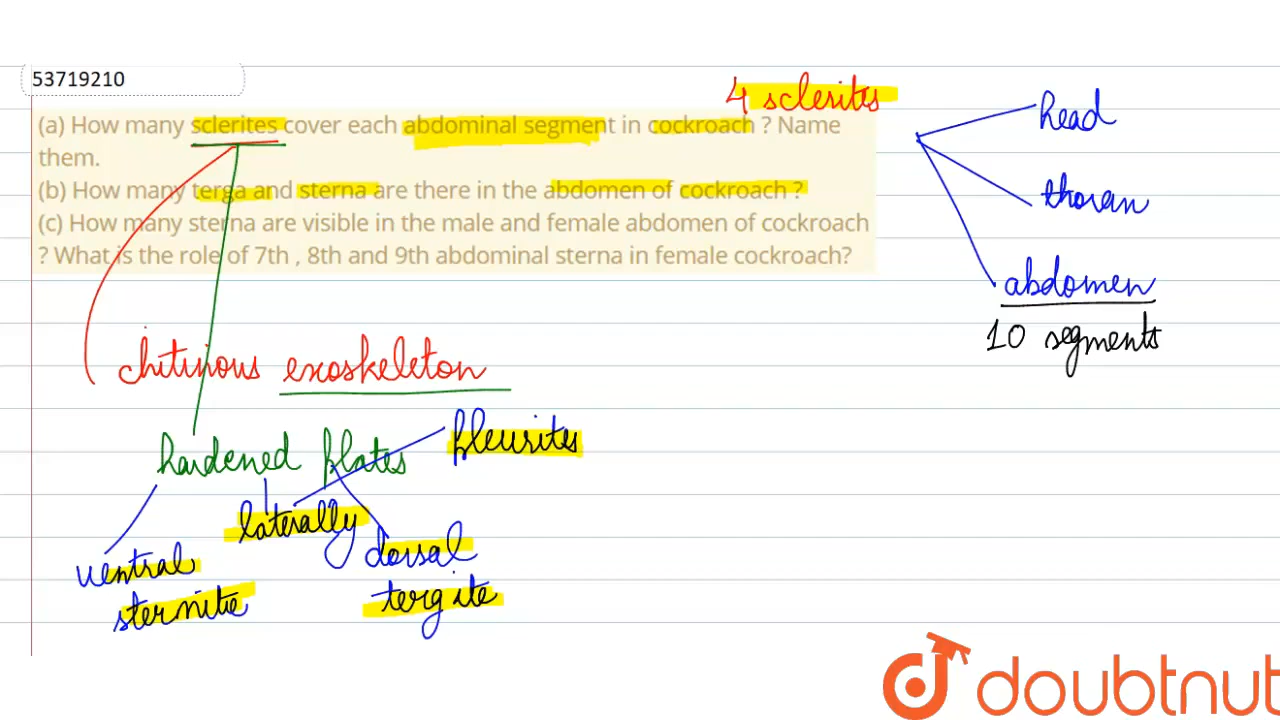 53719210
4 sclerites
(a) How many sclerites cover each abdominal segment in cockroach ? Name
them.
(b) How many terga and sterna are there in the abdomen of cockroach ?
(c) How many sterna are visible in the male and female abdomen of cockroach
? What is the role of 7th , 8th and 9th abdominal sterna in female cockroach?
head
thorax
abdomen
10 segments
chitinous exoskeleton
hardened plates
pleurites
laterally
ventral
sternite
dorsal
tergite
doubtnut